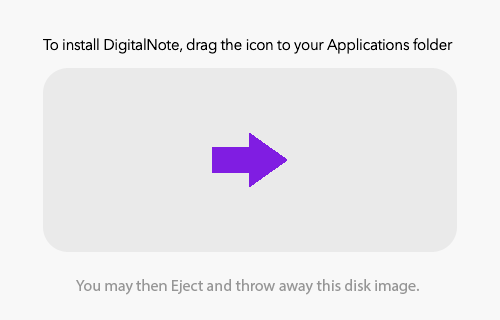 To install DigitalNote, drag the icon to your Applications folder
You may then Eject and throw away this disk image.